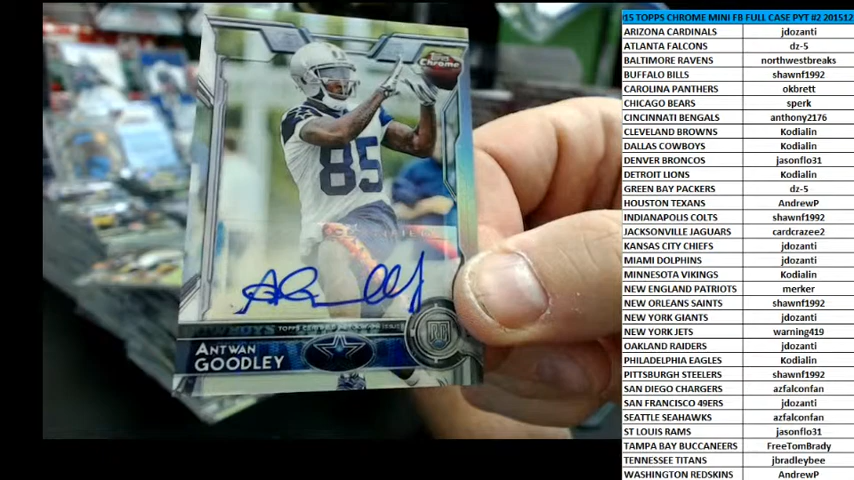 Topps
Chrome
85
COWBOYS
ANTWAN
GOODLEY
15 TOPPS CHROME MINI FB FULL CASE PYT #2 201512
ARIZONA CARDINALS jdozanti
ATLANTA FALCONS dz-5
BALTIMORE RAVENS northwestbreaks
BUFFALO BILLS shawnf1992
CAROLINA PANTHERS okbrett
CHICAGO BEARS sperk
CINCINNATI BENGALS anthony2176
CLEVELAND BROWNS Kodialin
DALLAS COWBOYS Kodialin
DENVER BRONCOS jasonflo31
DETROIT LIONS Kodialin
GREEN BAY PACKERS dz-5
HOUSTON TEXANS AndrewP
INDIANAPOLIS COLTS shawnf1992
JACKSONVILLE JAGUARS cardcrazee2
KANSAS CITY CHIEFS jdozanti
MIAMI DOLPHINS jdozanti
MINNESOTA VIKINGS Kodialin
NEW ENGLAND PATRIOTS merker
NEW ORLEANS SAINTS shawnf1992
NEW YORK GIANTS jdozanti
NEW YORK JETS warning419
OAKLAND RAIDERS jdozanti
PHILADELPHIA EAGLES Kodialin
PITTSBURGH STEELERS shawnf1992
SAN DIEGO CHARGERS azfalconfan
SAN FRANCISCO 49ERS jdozanti
SEATTLE SEAHAWKS azfalconfan
ST LOUIS RAMS jasonflo31
TAMPA BAY BUCCANEERS FreeTomBrady
TENNESSEE TITANS jbradleybee
WASHINGTON REDSKINS AndrewP